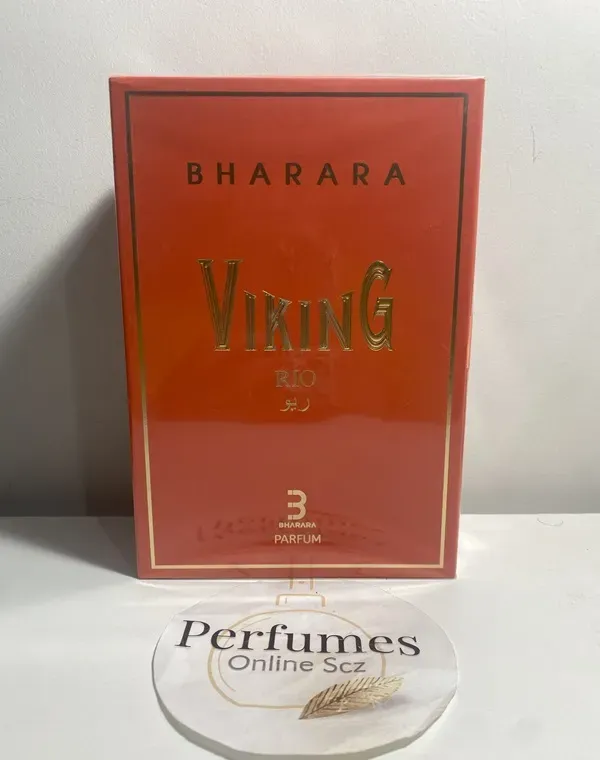 BHARARA
VIKING
RIO
ريو
B
BHARARA
PARFUM
Perfumes
Online Scz